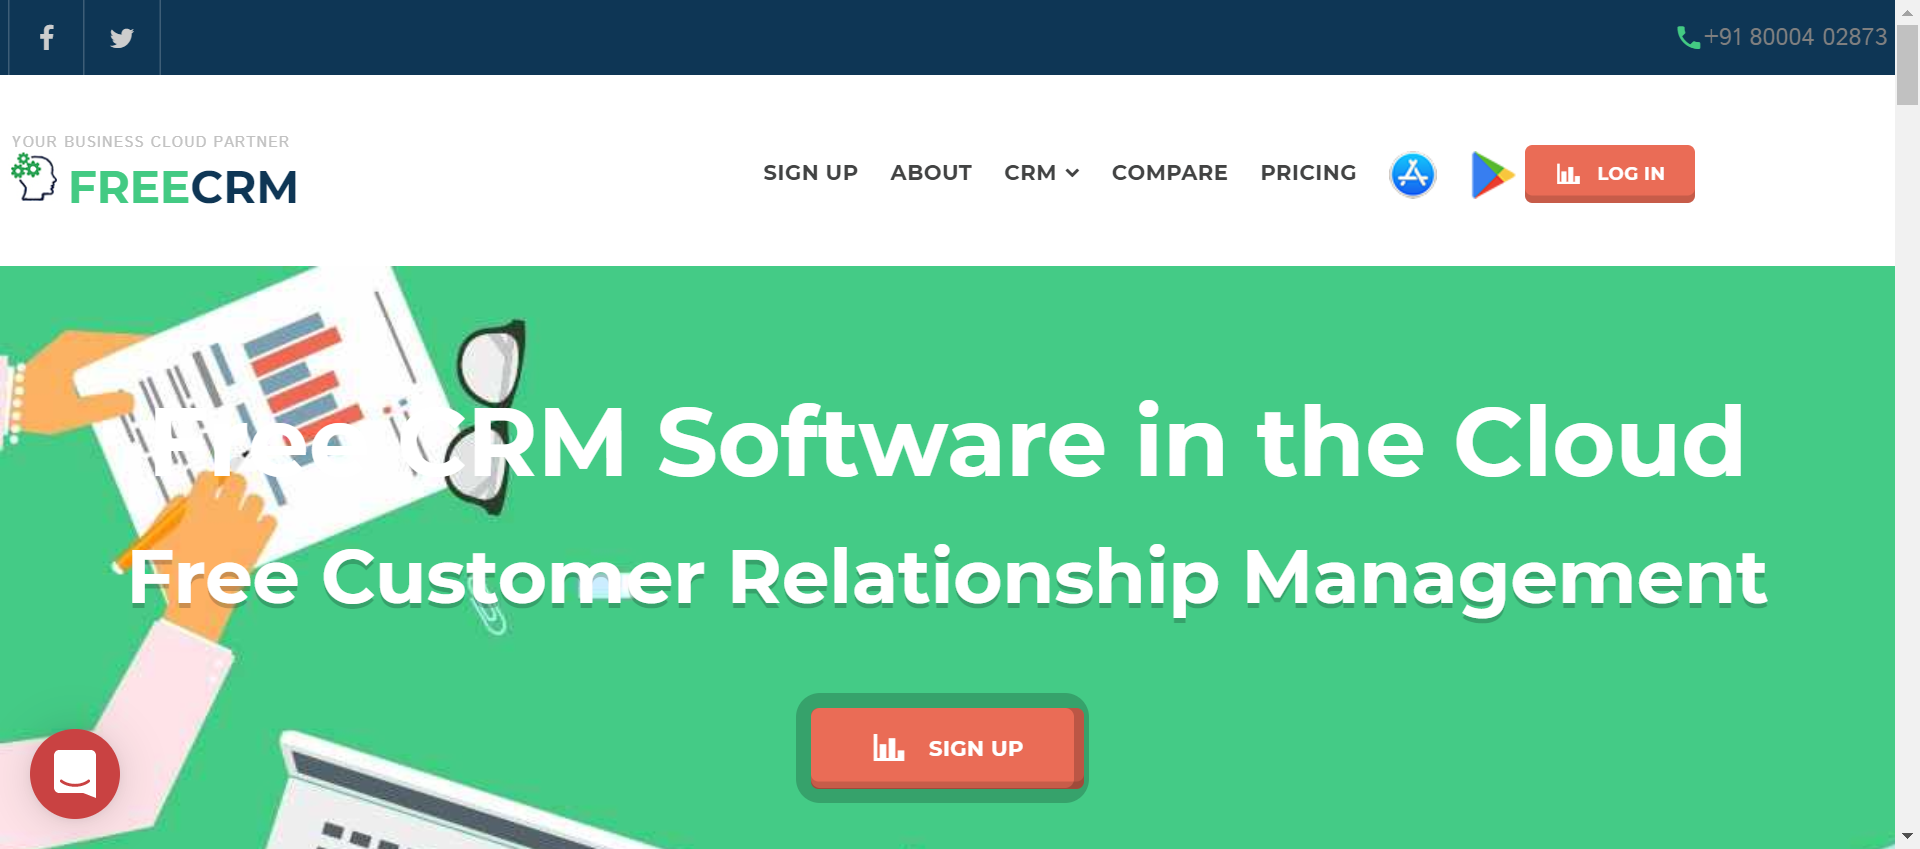 +91 80004 02873
YOUR BUSINESS CLOUD PARTNER
FREECRM
SIGN UP ABOUT CRM COMPARE PRICING LOG IN
Free CRM Software in the Cloud
Free Customer Relationship Management
SIGN UP